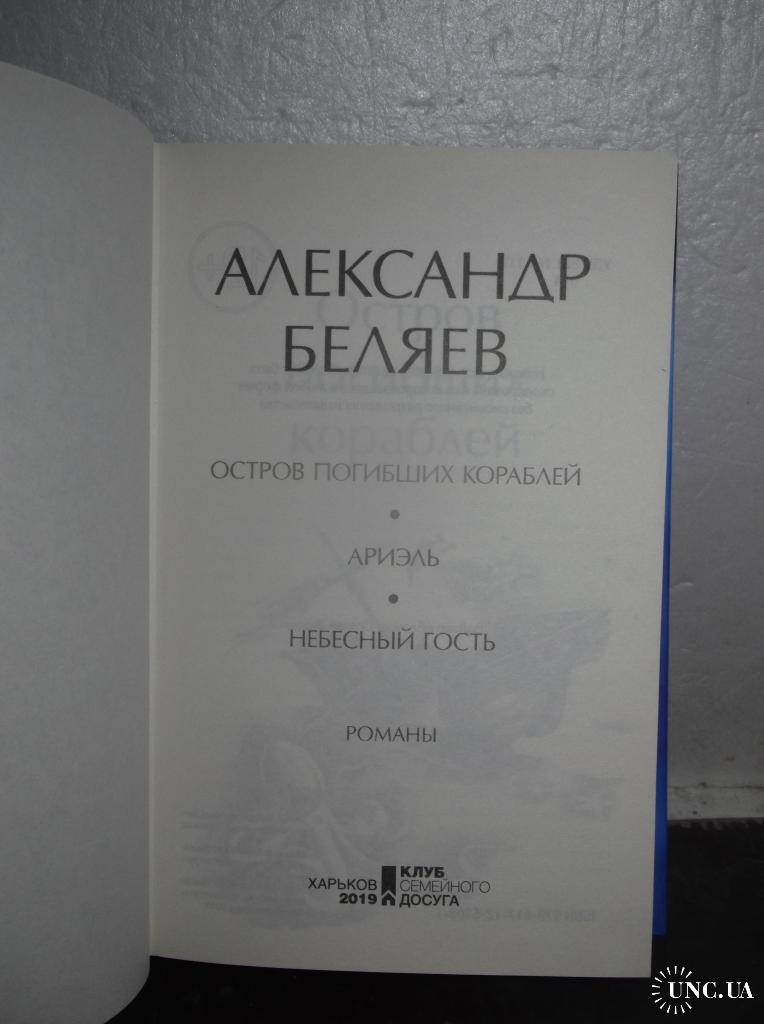 АЛЕКСАНДР
БЕЛЯЕВ
ОСТРОВ ПОГИБШИХ КОРАБЛЕЙ
•
АРИЭЛЬ
•
НЕБЕСНЫЙ ГОСТЬ
РОМАНЫ
ХАРЬКОВ
2019
КЛУБ
СЕМЕЙНОГО
ДОСУГА
UNC.UA